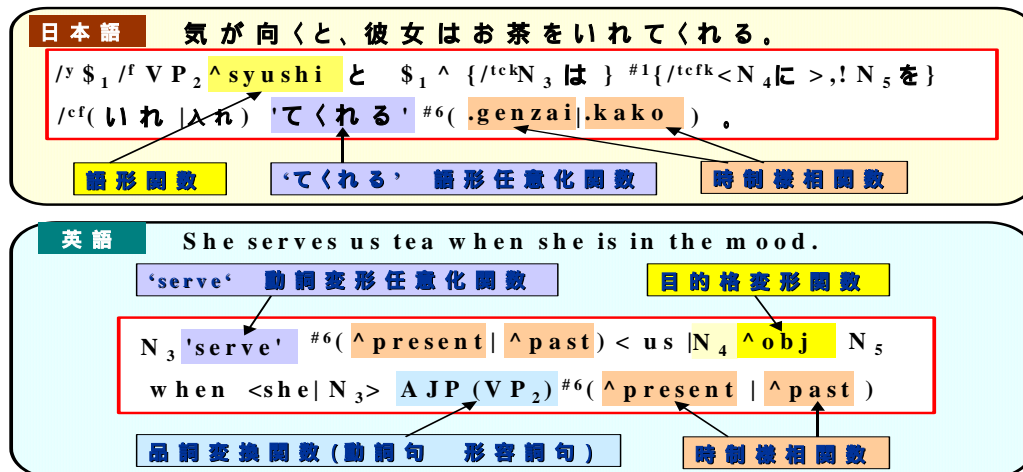 日本語 気が向くと、彼女はお茶をいれてくれる。
/y $1 /f V P2 ^syushi と $1 ^ {/tckN3 は } #1{/tcfk<N4に >,! N5を}
/cf( いれ |入れ) 'てくれる' #6( .genzai|.kako ) 。
語形関数 ‘てくれる’ 語形任意化関数 時制様相関数
英語 She serves us tea when she is in the mood.
‘serve‘ 動詞変形任意化関数 目的格変形関数
N3 'serve' #6( ^present| ^past) < us |N4 ^obj N5
when <she| N3> AJP(VP2) #6( ^present | ^past )
品詞変換関数(動詞句 形容詞句) 時制様相関数